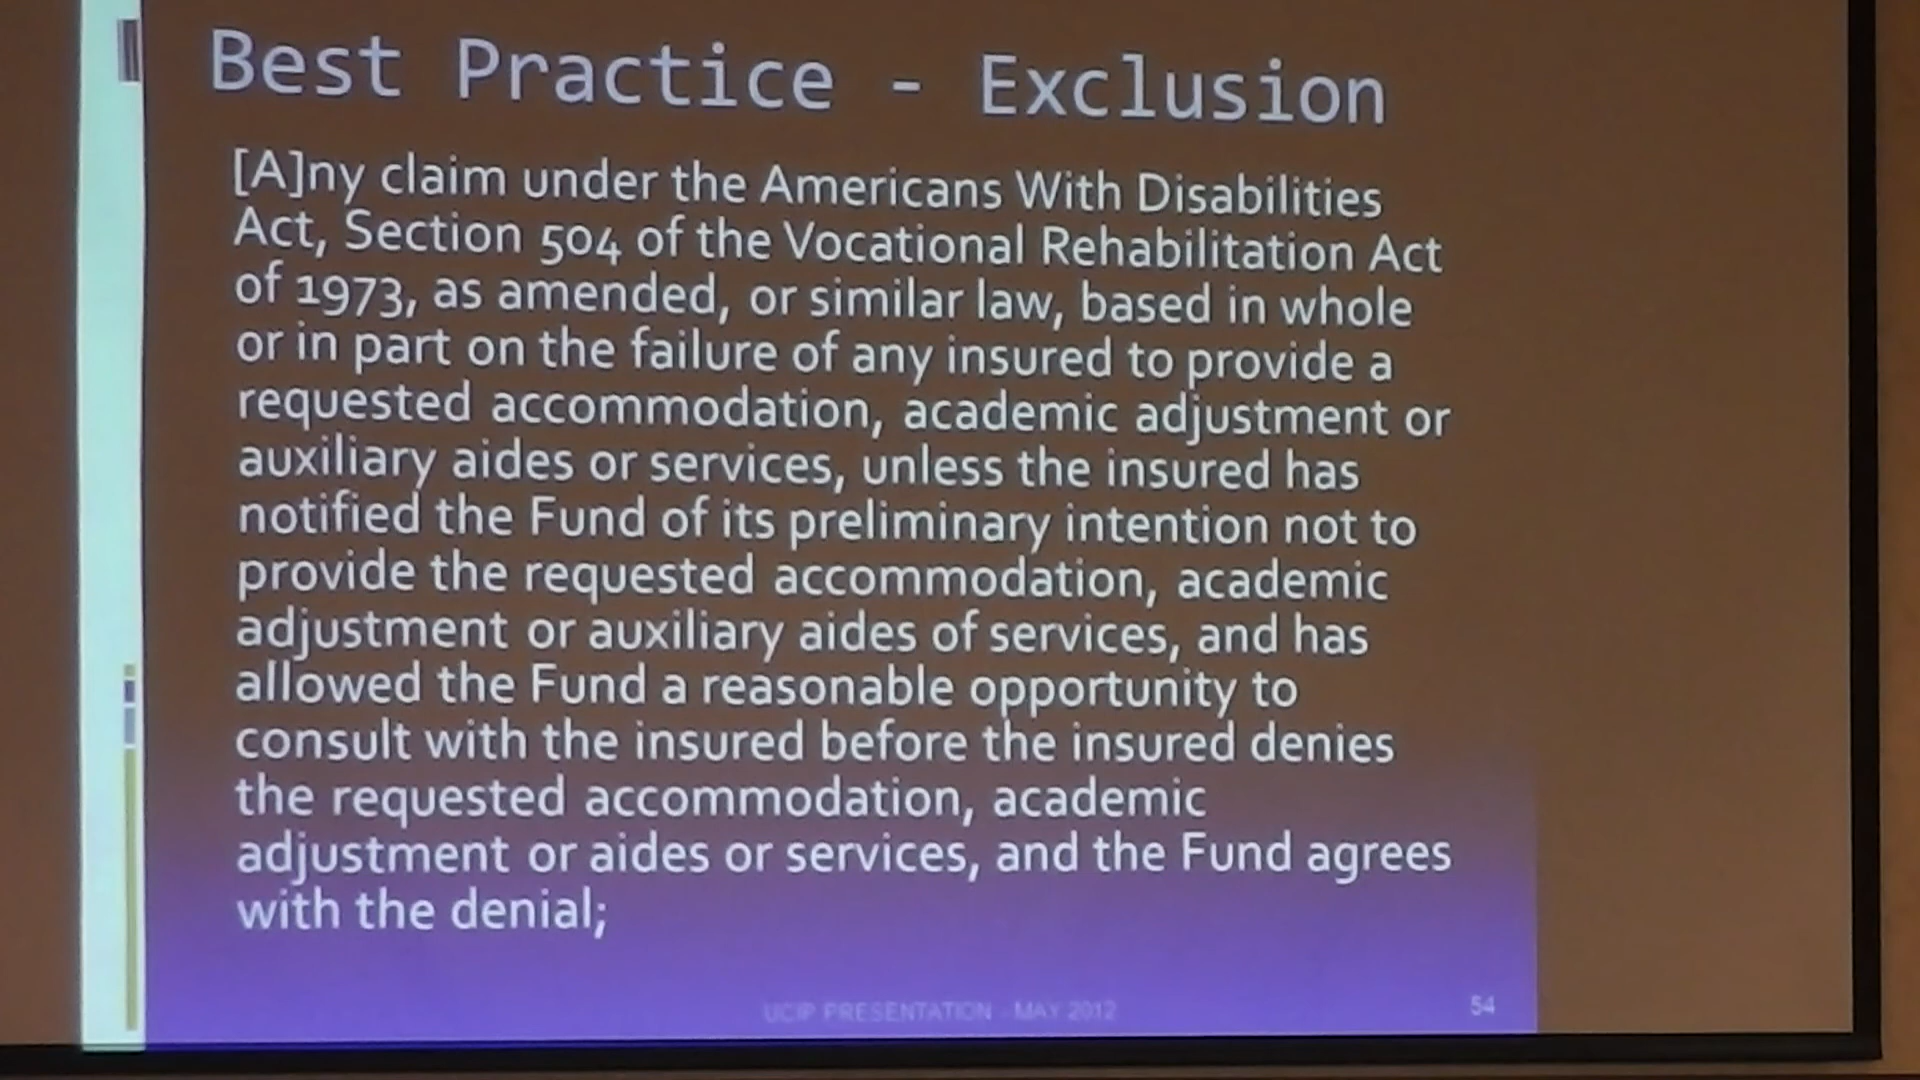 Best Practice - Exclusion
[A]ny claim under the Americans With Disabilities
Act, Section 504 of the Vocational Rehabilitation Act
of 1973, as amended, or similar law, based in whole
or in part on the failure of any insured to provide a
requested accommodation, academic adjustment or
auxiliary aides or services, unless the insured has
notified the Fund of its preliminary intention not to
provide the requested accommodation, academic
adjustment or auxiliary aides of services, and has
allowed the Fund a reasonable opportunity to
consult with the insured before the insured denies
the requested accommodation, academic
adjustment or aides or services, and the Fund agrees
with the denial;
UCIP PRESENTATION - MAY 2012
54